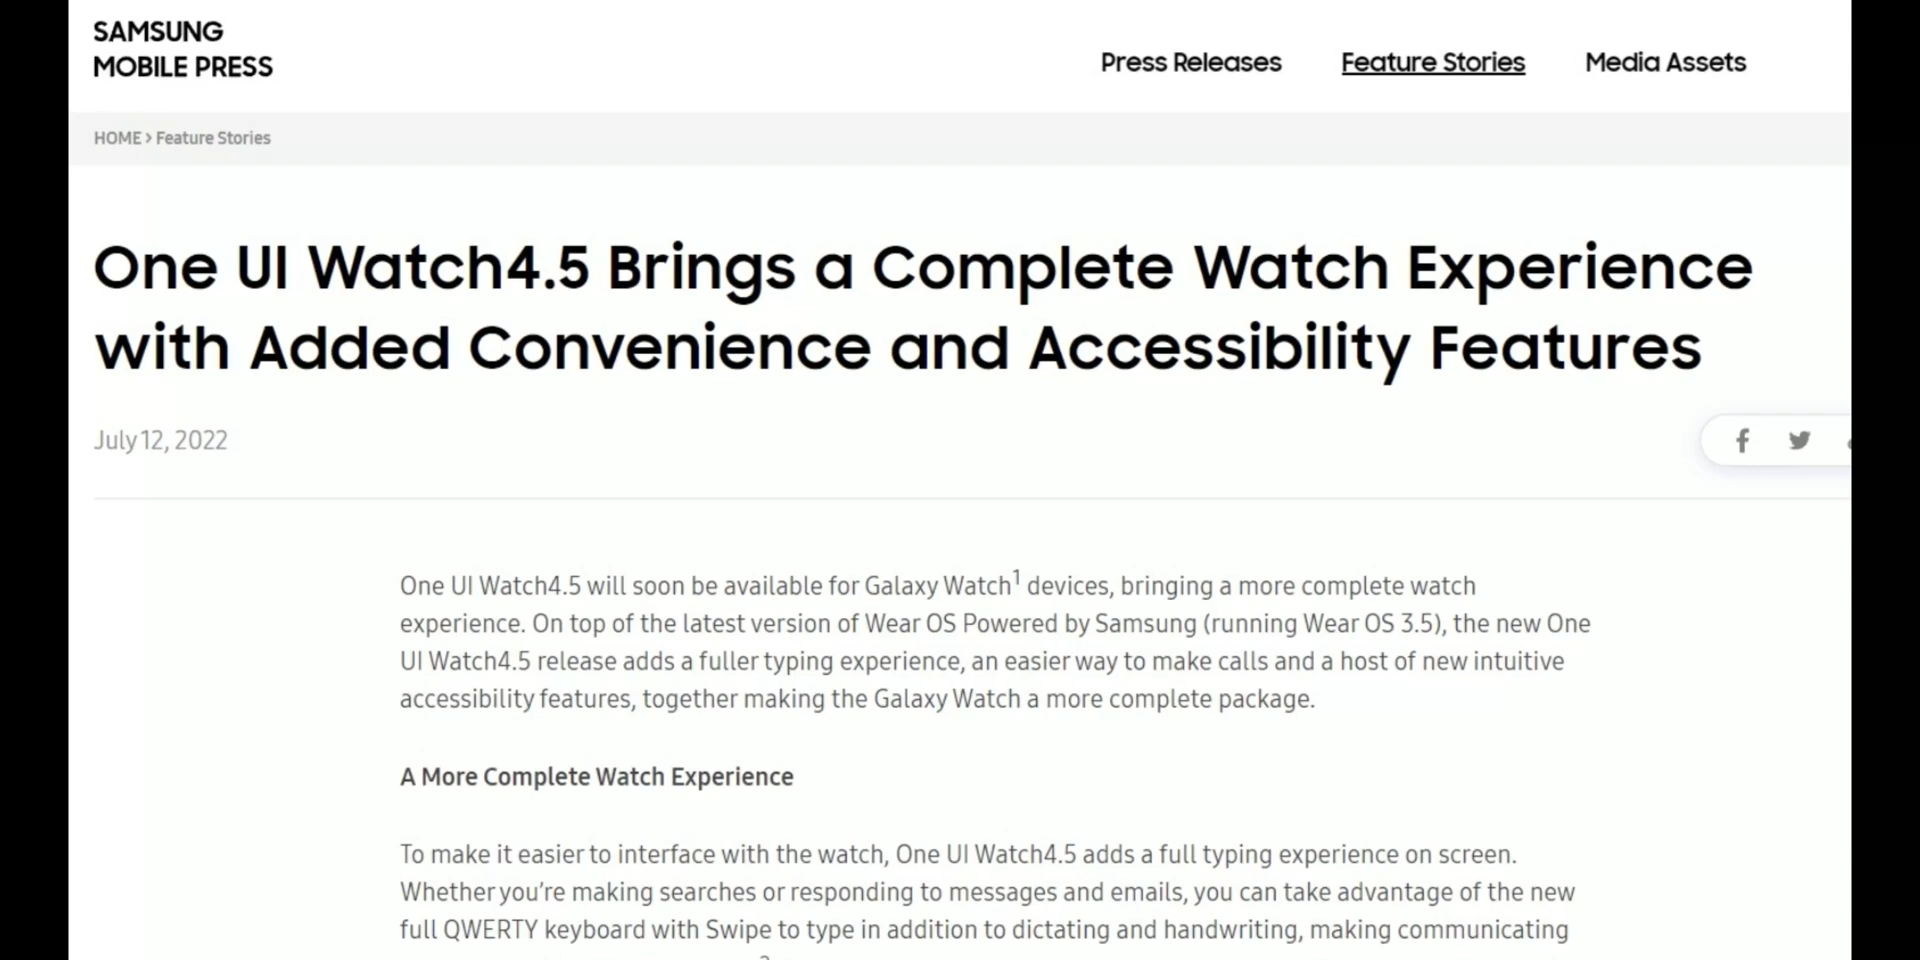 SAMSUNG
MOBILE PRESS
Press Releases
Feature Stories
Media Assets
HOME > Feature Stories
One UI Watch4.5 Brings a Complete Watch Experience
with Added Convenience and Accessibility Features
July 12, 2022
One UI Watch4.5 will soon be available for Galaxy Watch¹ devices, bringing a more complete watch
experience. On top of the latest version of Wear OS Powered by Samsung (running Wear OS 3.5), the new One
UI Watch4.5 release adds a fuller typing experience, an easier way to make calls and a host of new intuitive
accessibility features, together making the Galaxy Watch a more complete package.
A More Complete Watch Experience
To make it easier to interface with the watch, One UI Watch4.5 adds a full typing experience on screen.
Whether you’re making searches or responding to messages and emails, you can take advantage of the new
full QWERTY keyboard with Swipe to type in addition to dictating and handwriting, making communicating